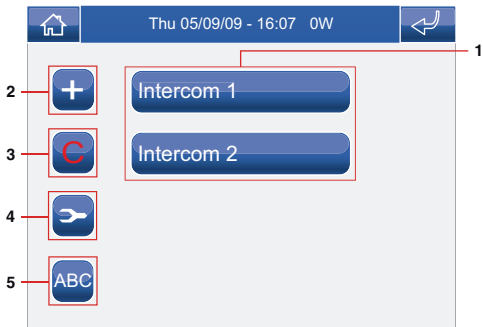 Thu 05/09/09 - 16:07 0W
1
2 + Intercom 1
3 C Intercom 2
4
5 ABC